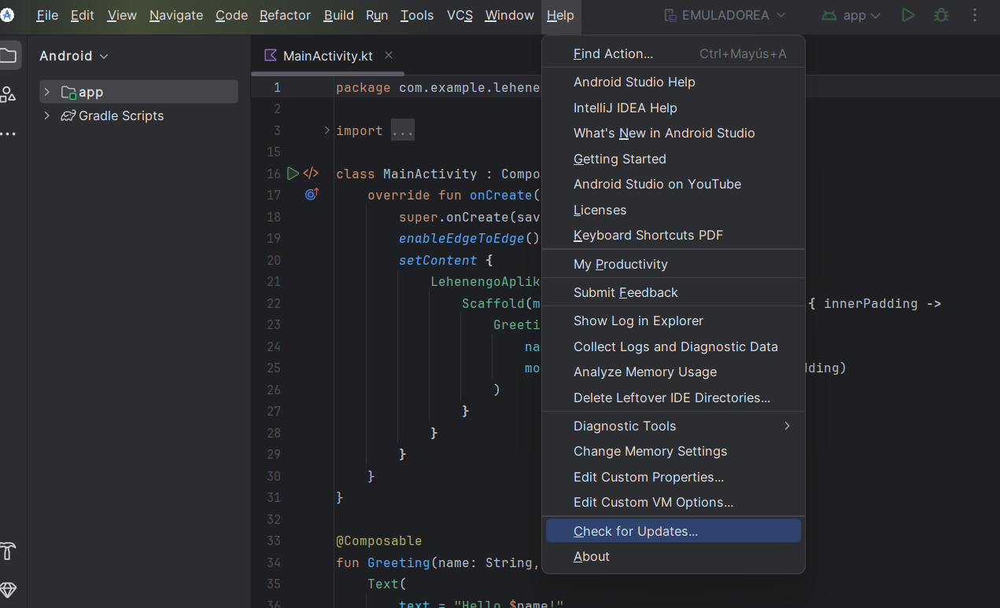 File Edit View Navigate Code Refactor Build Run Tools VCS Window Help EMULADOREA app
Android
app
Gradle Scripts
MainActivity.kt
1 package com.example.lehene
2
3 import ...
15
16 class MainActivity : Compo
17 override fun onCreate(
18 super.onCreate(sav
19 enableEdgeToEdge()
20 setContent {
21 LehenengoAplik
22 Scaffold(m { innerPadding ->
23 Greeti
24 na
25 mo dding)
26 )
27 }
28 }
29 }
30 }
31 }
32
33 @Composable
34 fun Greeting(name: String,
35 Text(
36 text = "Hello $name!"
Find Action... Ctrl+Mayús+A
Android Studio Help
IntelliJ IDEA Help
What's New in Android Studio
Getting Started
Android Studio on YouTube
Licenses
Keyboard Shortcuts PDF
My Productivity
Submit Feedback
Show Log in Explorer
Collect Logs and Diagnostic Data
Analyze Memory Usage
Delete Leftover IDE Directories...
Diagnostic Tools
Change Memory Settings
Edit Custom Properties...
Edit Custom VM Options...
Check for Updates...
About